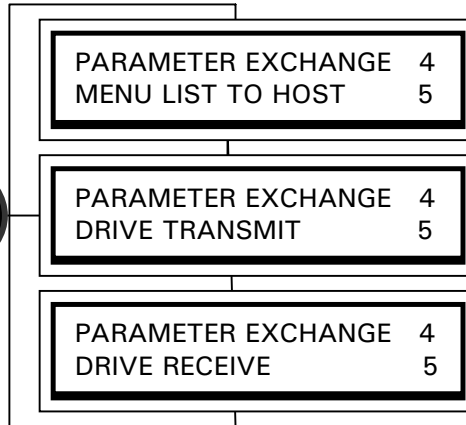 PARAMETER EXCHANGE 4
MENU LIST TO HOST 5
PARAMETER EXCHANGE 4
DRIVE TRANSMIT 5
PARAMETER EXCHANGE 4
DRIVE RECEIVE 5